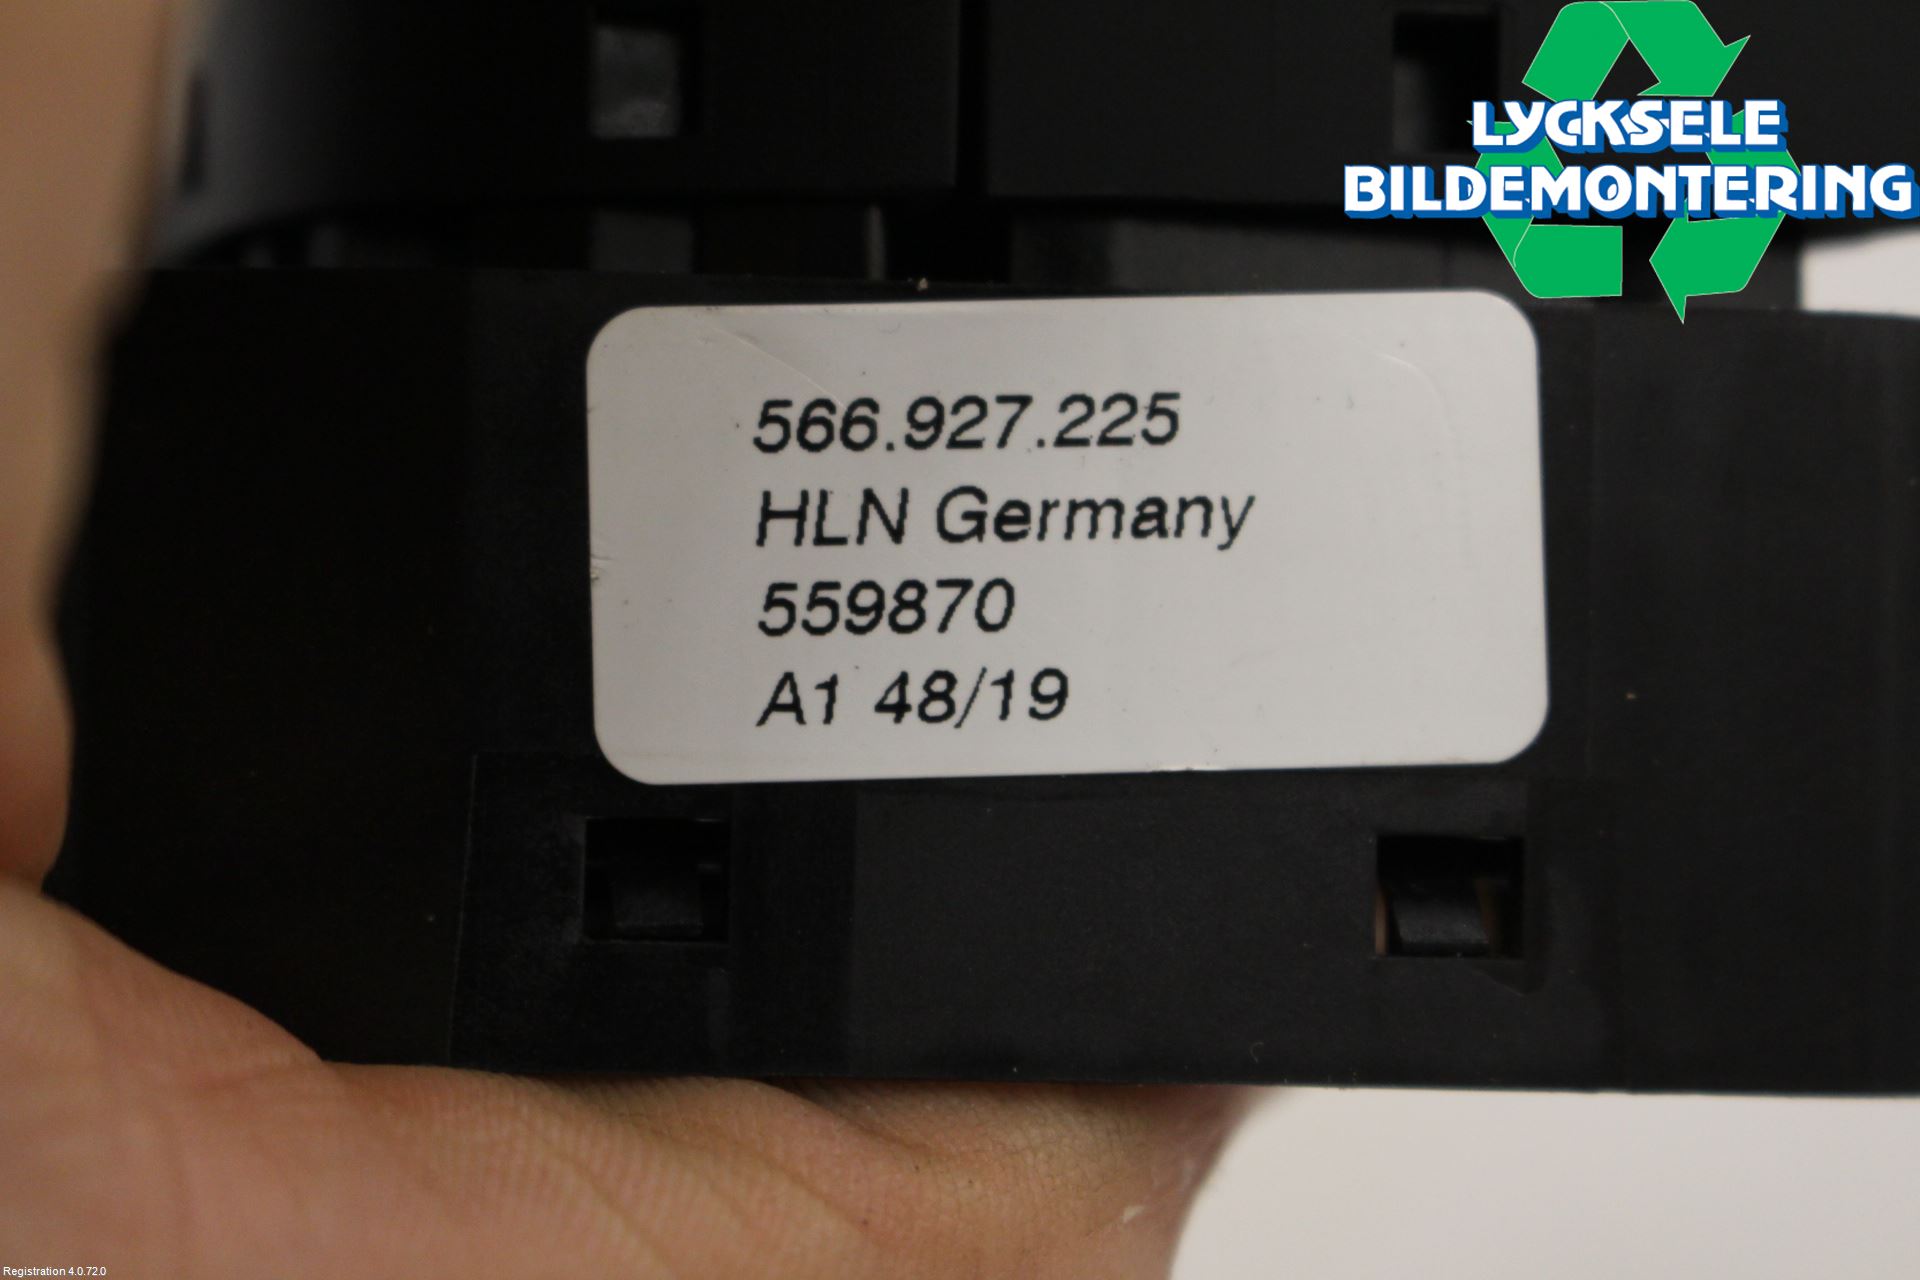 LYCKSELE
BILDEMONTERING
566.927.225
HLN Germany
559870
A1 48/19
Registration 4.0.72.0